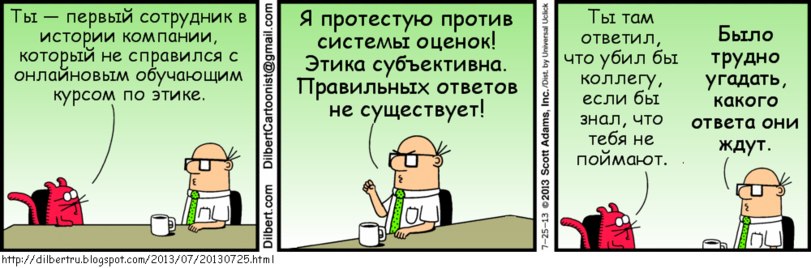 Ты — первый сотрудник в
истории компании,
который не справился с
онлайновым обучающим
курсом по этике.
Dilbert.com DilbertCartoonist@gmail.com
Я протестую против
системы оценок!
Этика субъективна.
Правильных ответов
не существует!
7-25-13 ©2013 Scott Adams, Inc. /Dist. by Universal Uclick
Ты там
ответил,
что убил бы
коллегу,
если бы
знал, что
тебя не
поймают.
Было
трудно
угадать,
какого
ответа они
ждут.
http://dilbertru.blogspot.com/2013/07/20130725.html